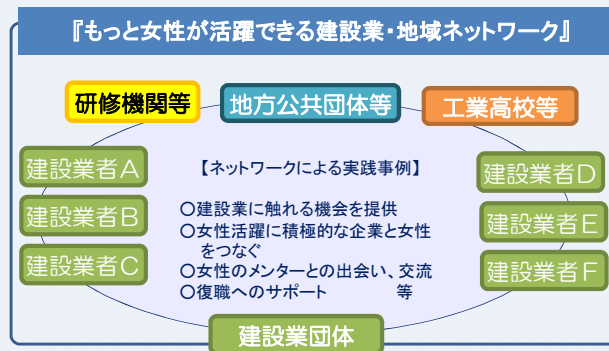 『もっと女性が活躍できる建設業・地域ネットワーク』
研修機関等
地方公共団体等
工業高校等
建設業者A
建設業者B
建設業者C
【ネットワークによる実践事例】
○建設業に触れる機会を提供
○女性活躍に積極的な企業と女性
をつなぐ
○女性のメンターとの出会い、交流
○復職へのサポート 等
建設業者D
建設業者E
建設業者F
建設業団体